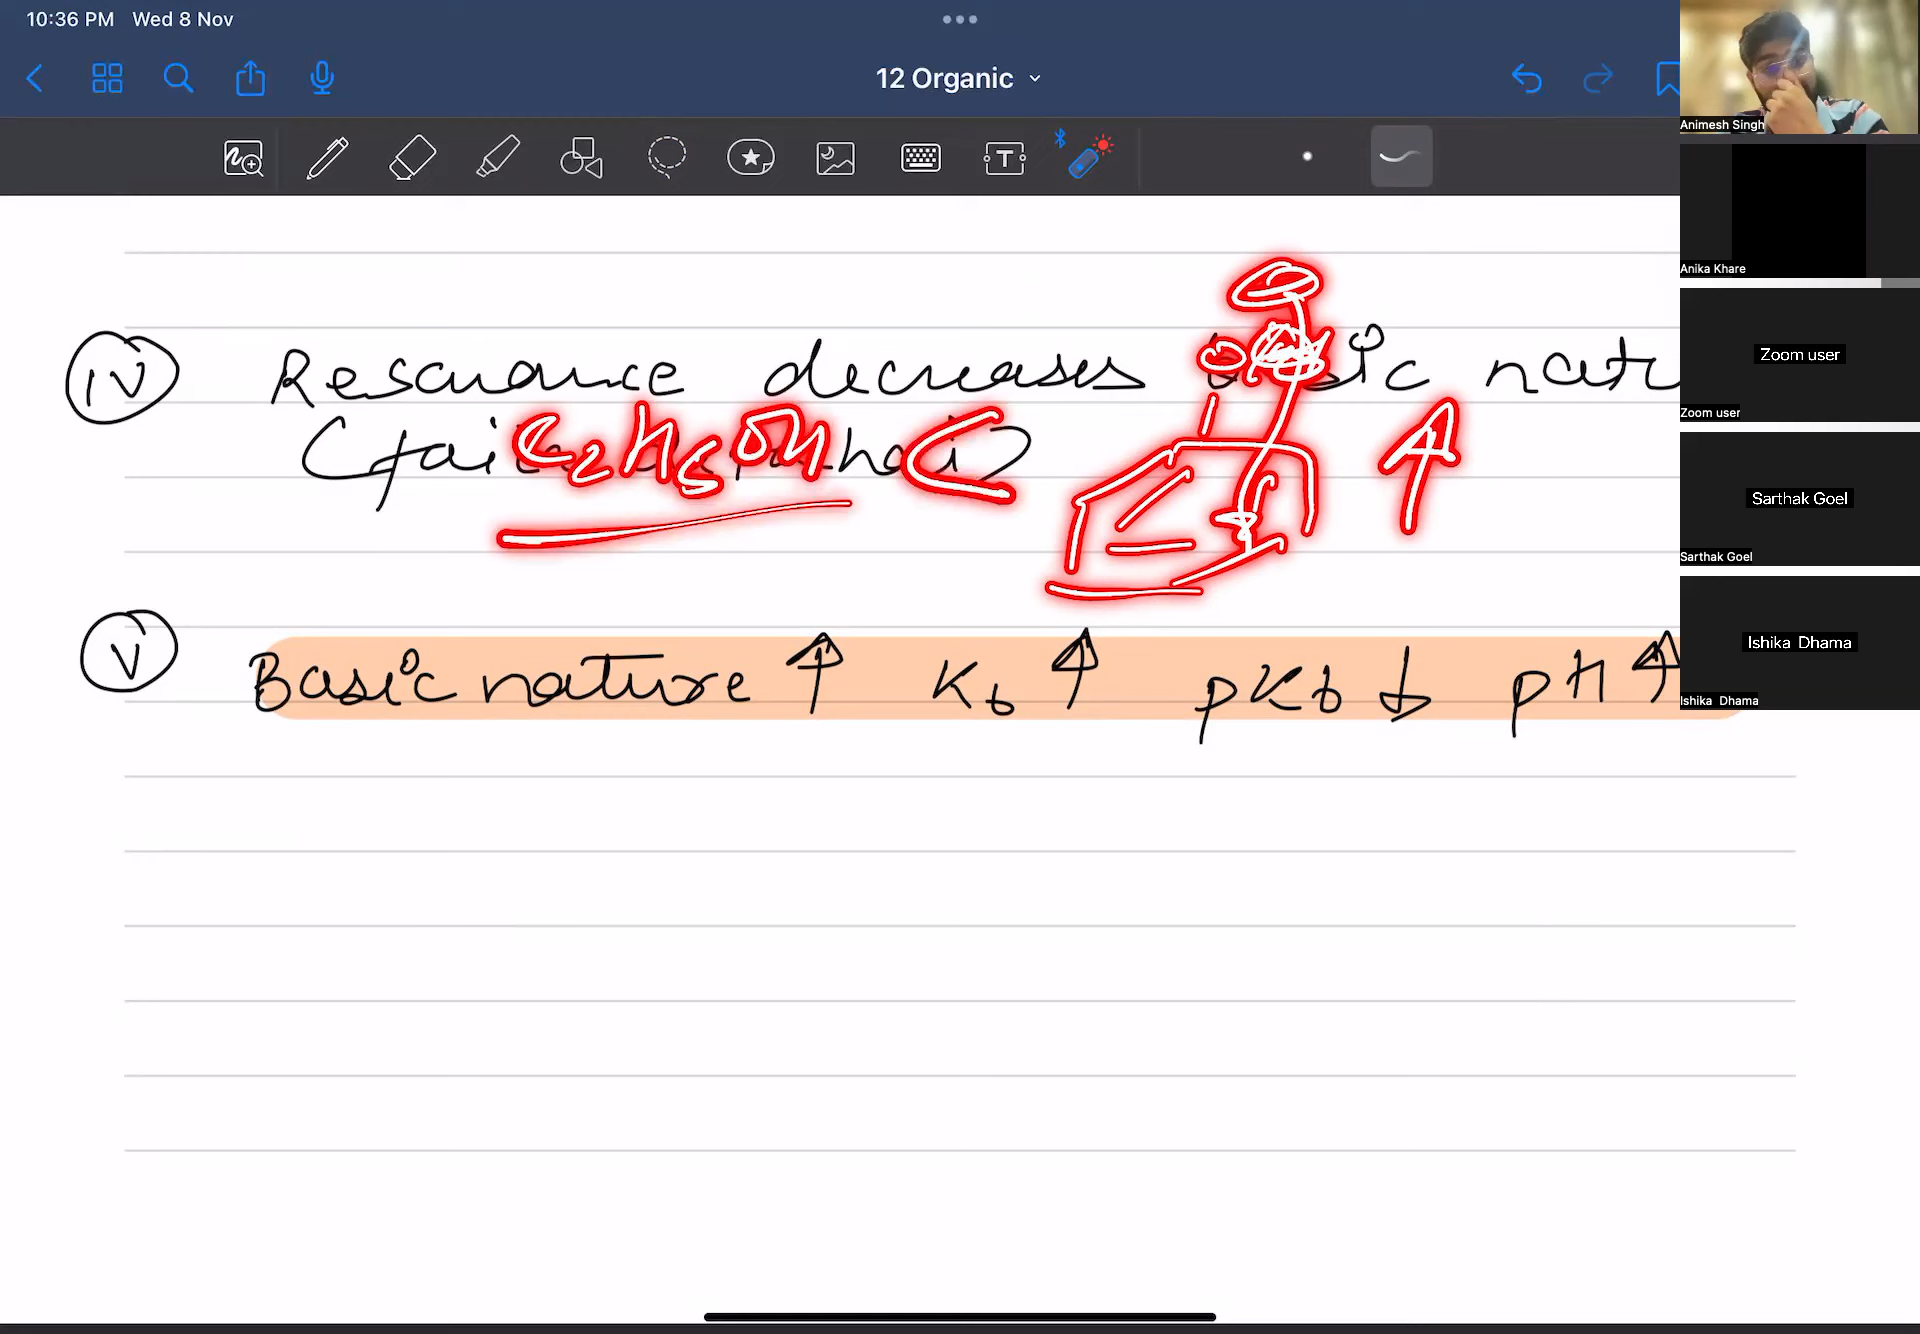 10:36 PM Wed 8 Nov
12 Organic
Animesh Singh
Anika Khare
Zoom user
Zoom user
Sarthak Goel
Sarthak Goel
Ishika Dhama
Ishika Dhama
iv Resonance decreases basic natu
C2H5OH <
v Basic nature ↑ Kb ↑ pKb ↓ pH ↑